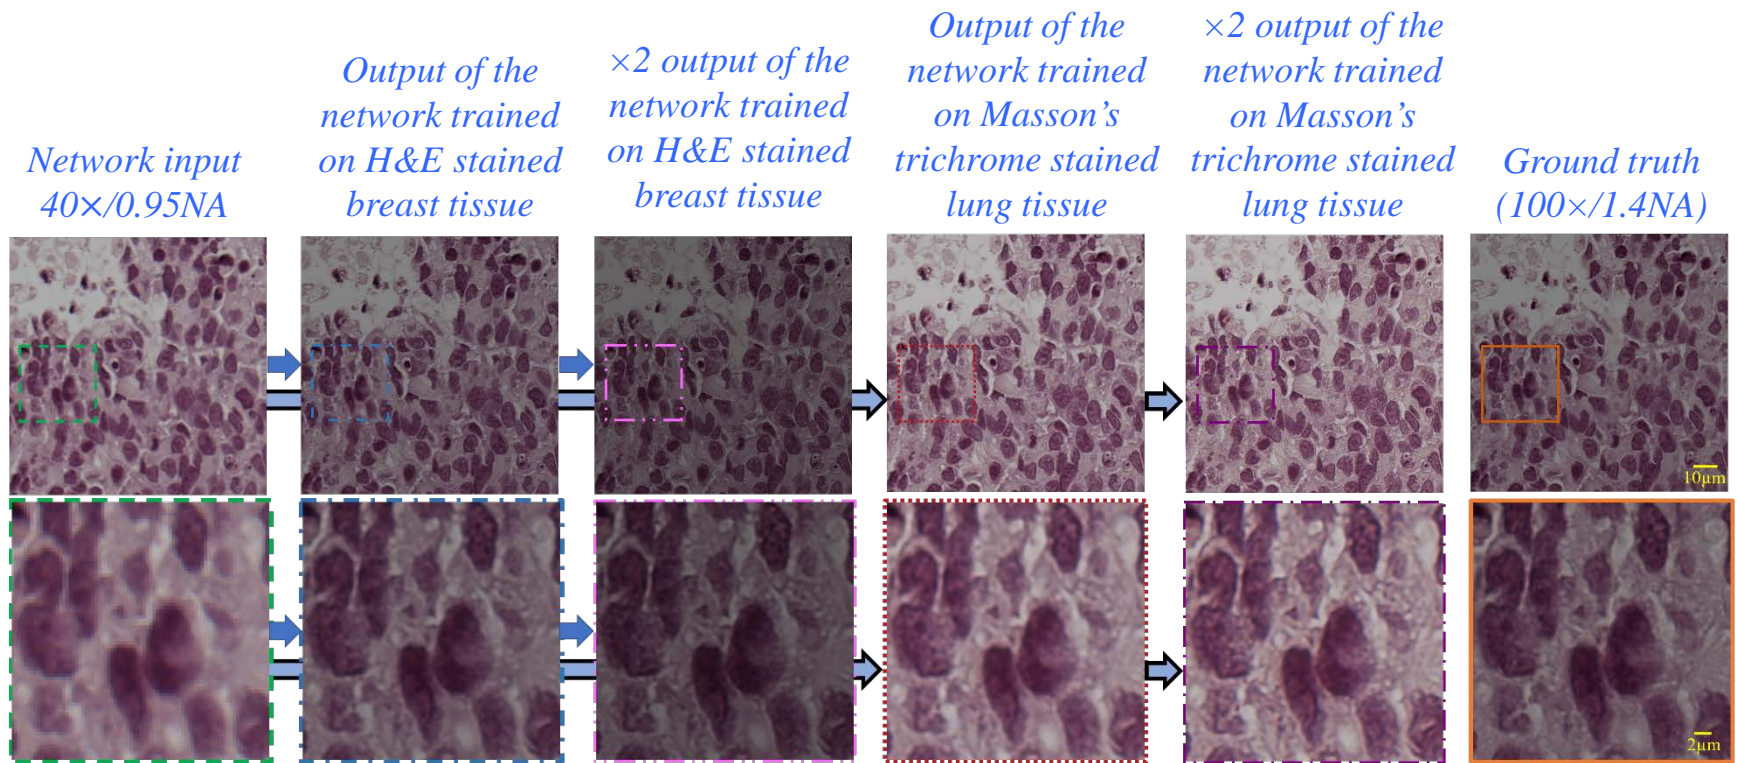 Network input
40×/0.95NA
Output of the
network trained
on H&E stained
breast tissue
×2 output of the
network trained
on H&E stained
breast tissue
Output of the
network trained
on Masson’s
trichrome stained
lung tissue
×2 output of the
network trained
on Masson’s
trichrome stained
lung tissue
Ground truth
(100×/1.4NA)
10μm
2μm